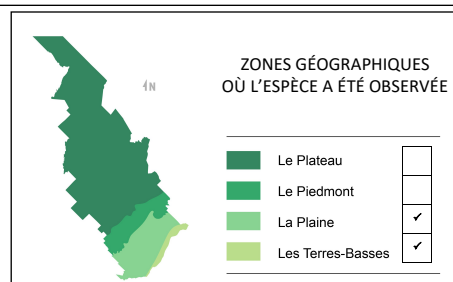 ZONES GÉOGRAPHIQUES
OÙ L’ESPÈCE A ÉTÉ OBSERVÉE
N
Le Plateau
Le Piedmont
La Plaine ✓
Les Terres-Basses ✓